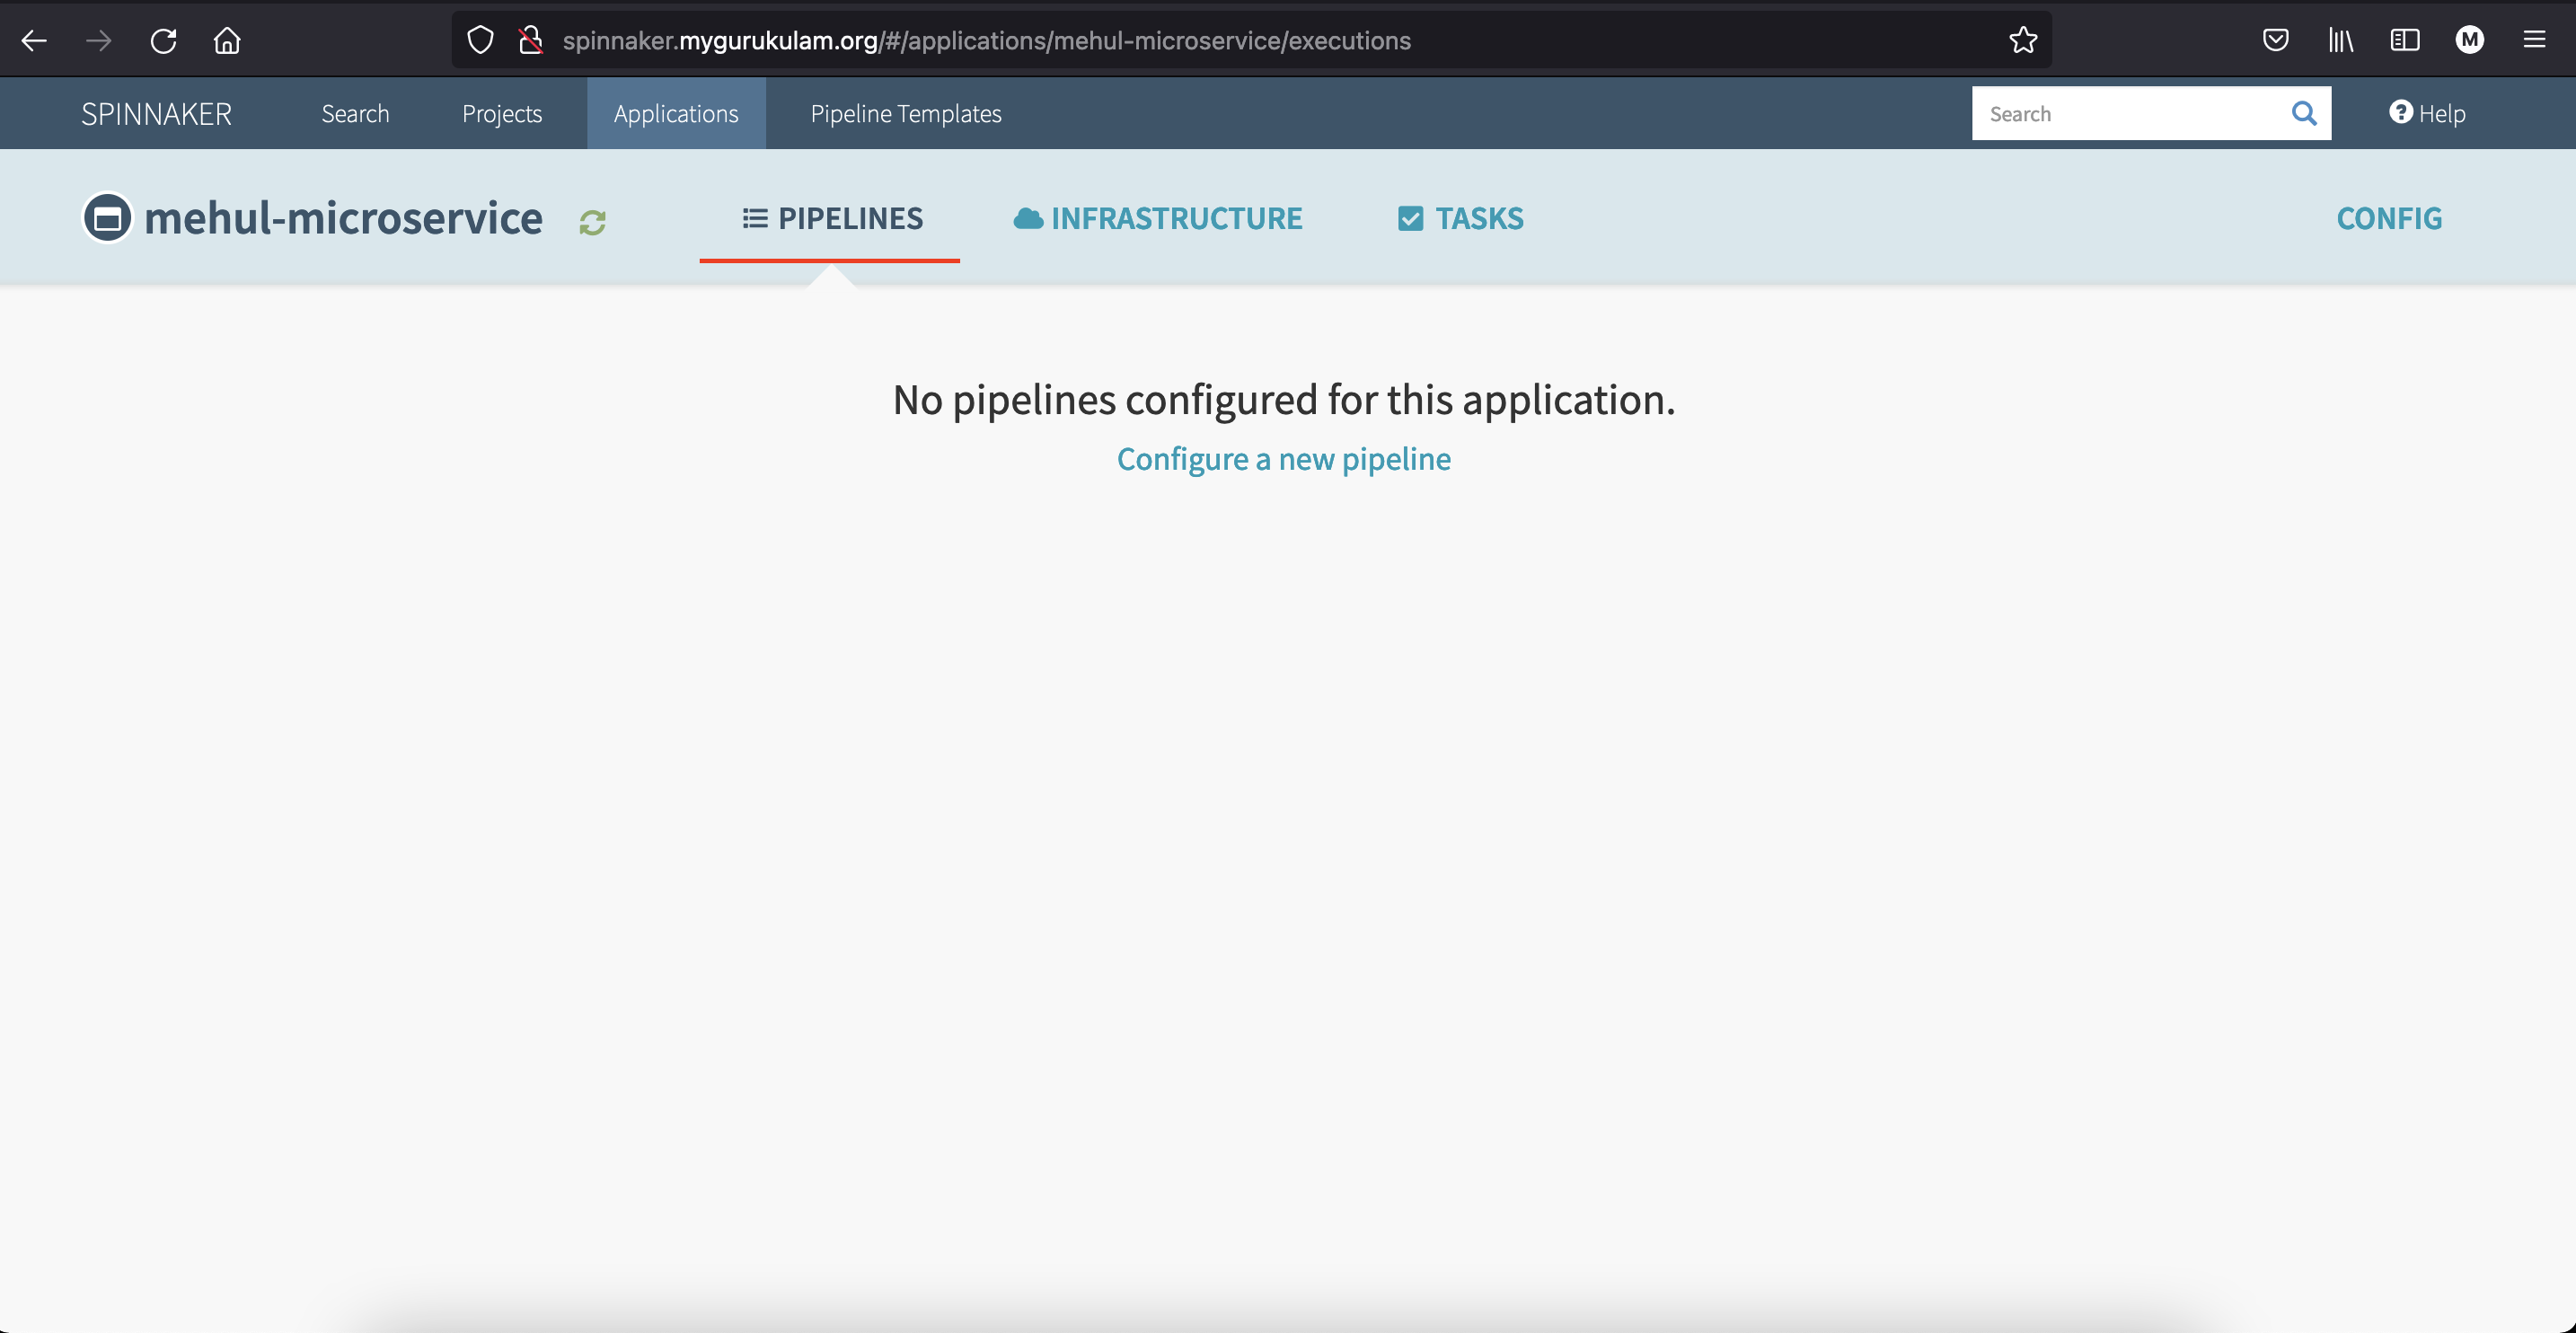 spinnaker.mygurukulam.org/#/applications/mehul-microservice/executions
M
SPINNAKER Search Projects Applications Pipeline Templates Search ? Help
mehul-microservice PIPELINES INFRASTRUCTURE TASKS CONFIG
No pipelines configured for this application.
Configure a new pipeline